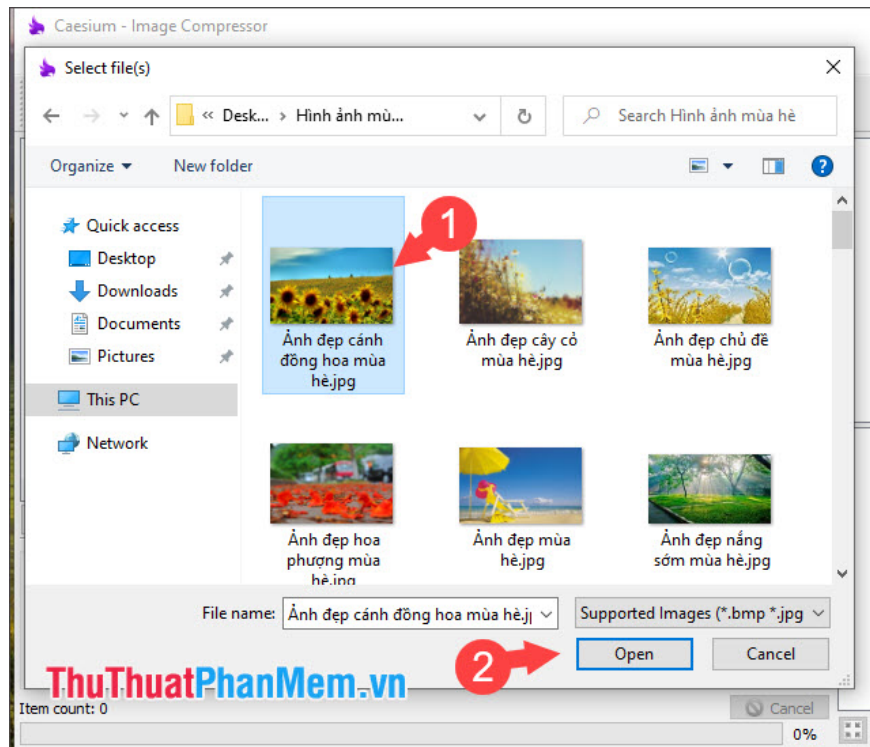 Caesium - Image Compressor
Select file(s)
« Desk... › Hình ảnh mù...
Search Hình ảnh mùa hè
Organize
New folder
Quick access
Desktop
Downloads
Documents
Pictures
This PC
Network
1
Ảnh đẹp cánh
đồng hoa mùa
hè.jpg
Ảnh đẹp cây cỏ
mùa hè.jpg
Ảnh đẹp chủ đề
mùa hè.jpg
Ảnh đẹp hoa
phượng mùa
hè.jpg
Ảnh đẹp mùa
hè.jpg
Ảnh đẹp nắng
sớm mùa hè.jpg
File name:
Ảnh đẹp cánh đồng hoa mùa hè.j
Supported Images (*.bmp *.jpg
2
Open
Cancel
ThuThuatPhanMem.vn
Item count: 0
Cancel
0%